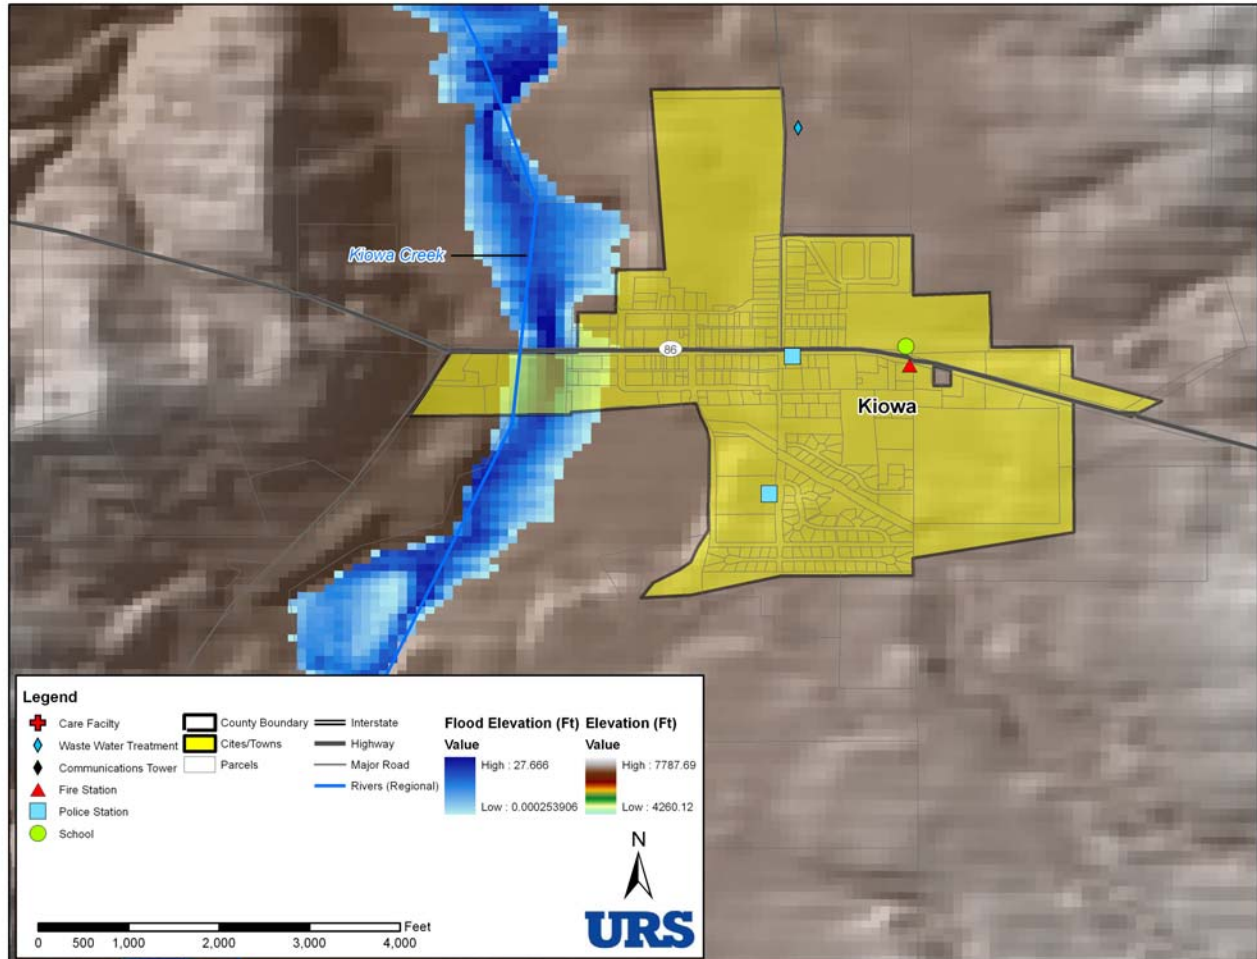 Kiowa Creek
86
Kiowa
Legend
Care Facilty
Waste Water Treatment
Communications Tower
Fire Station
Police Station
School
County Boundary
Cites/Towns
Parcels
Interstate
Highway
Major Road
Rivers (Regional)
Flood Elevation (Ft)
Value
High : 27.666
Low : 0.000253906
Elevation (Ft)
Value
High : 7787.69
Low : 4260.12
N
URS
Feet
0 500 1,000 2,000 3,000 4,000